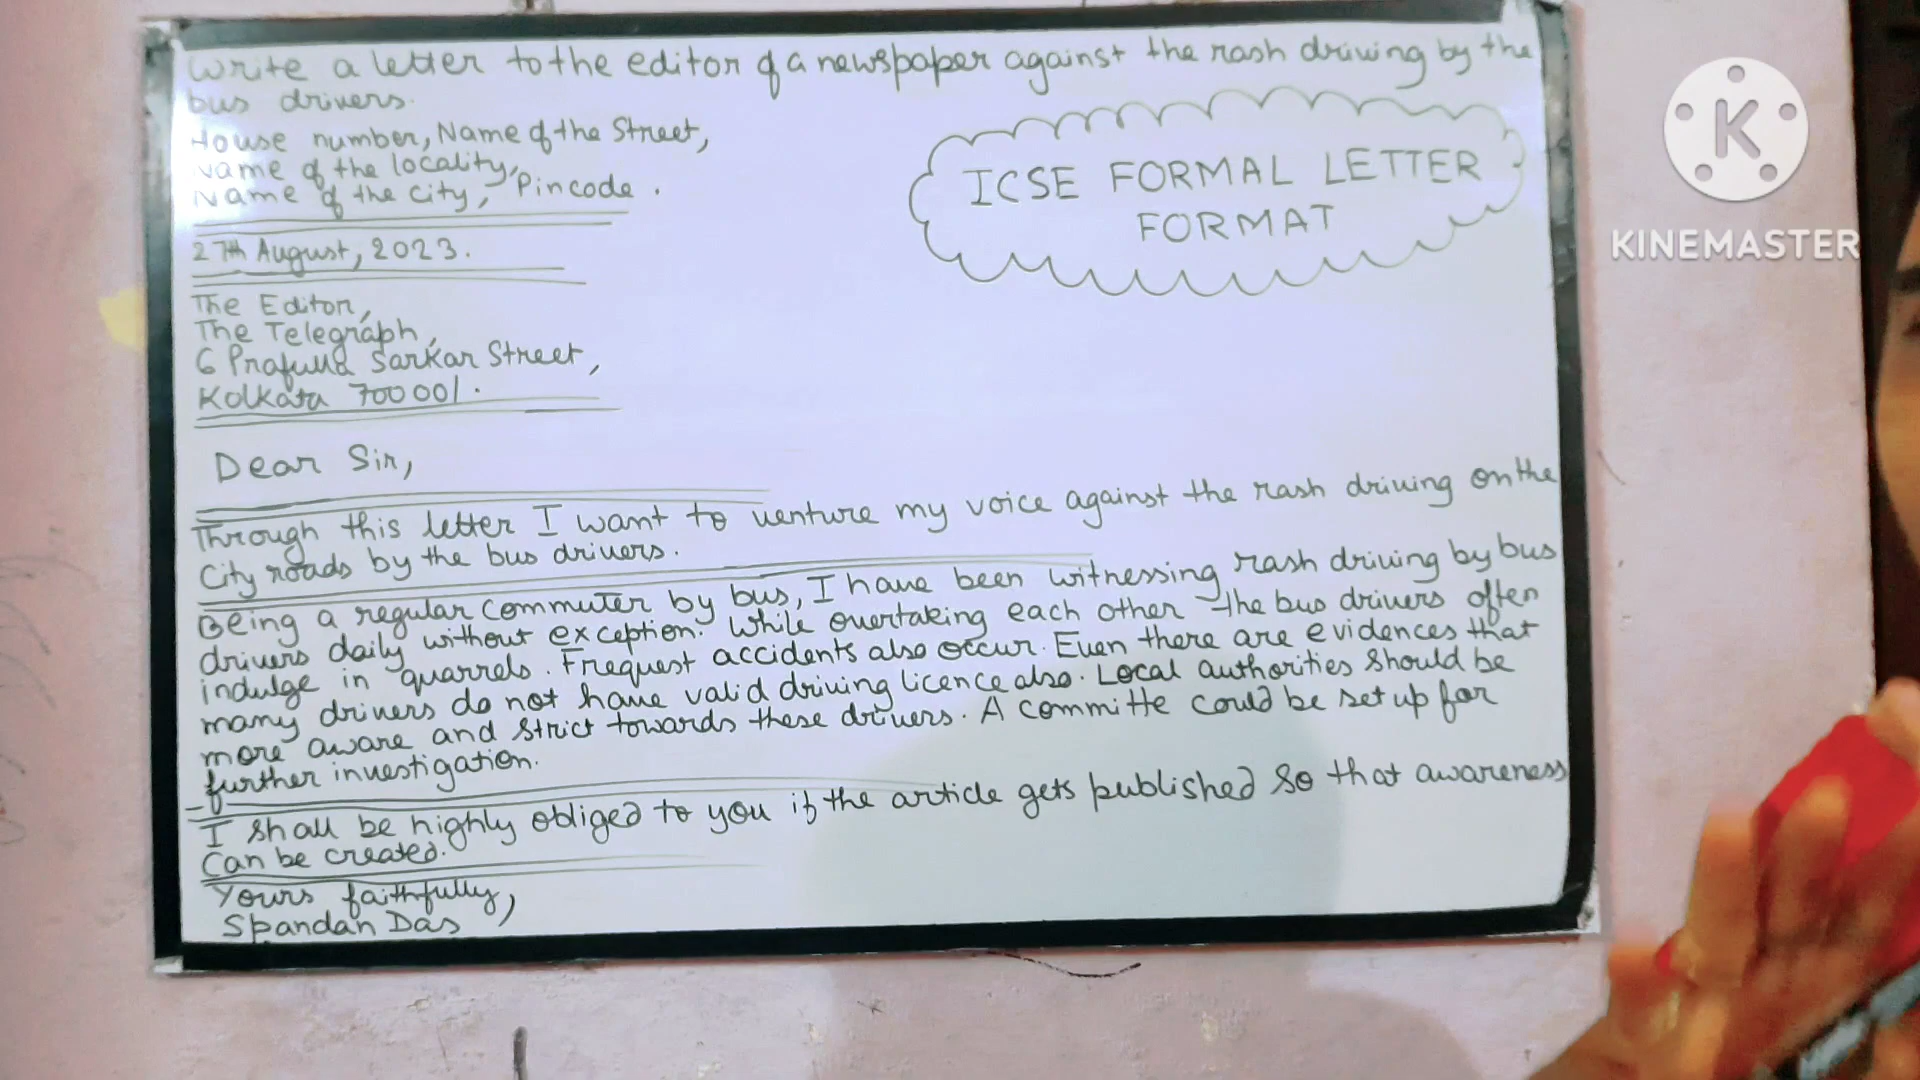 Write a letter to the editor of a newspaper against the rash driving by the
bus drivers.
House number, Name of the Street,
Name of the locality,
Name of the City, Pincode.
27th August, 2023.
The Editor,
The Telegraph,
6 Prafulla Sarkar Street,
Kolkata 700001.
ICSE FORMAL LETTER
FORMAT
KINEMASTER
Dear Sir,
Through this letter I want to venture my voice against the rash driving on the
City roads by the bus drivers.
Being a regular commuter by bus, I have been witnessing rash driving by bus
drivers daily without exception. While overtaking each other the bus drivers often
indulge in quarrels. Frequest accidents also occur. Even there are evidences that
many drivers do not have valid driving licence also. Local authorities should be
more aware and strict towards these drivers. A committe could be set up for
further investigation.
I shall be highly obliged to you if the article gets published so that awareness
can be created.
Yours faithfully,
Spandan Das